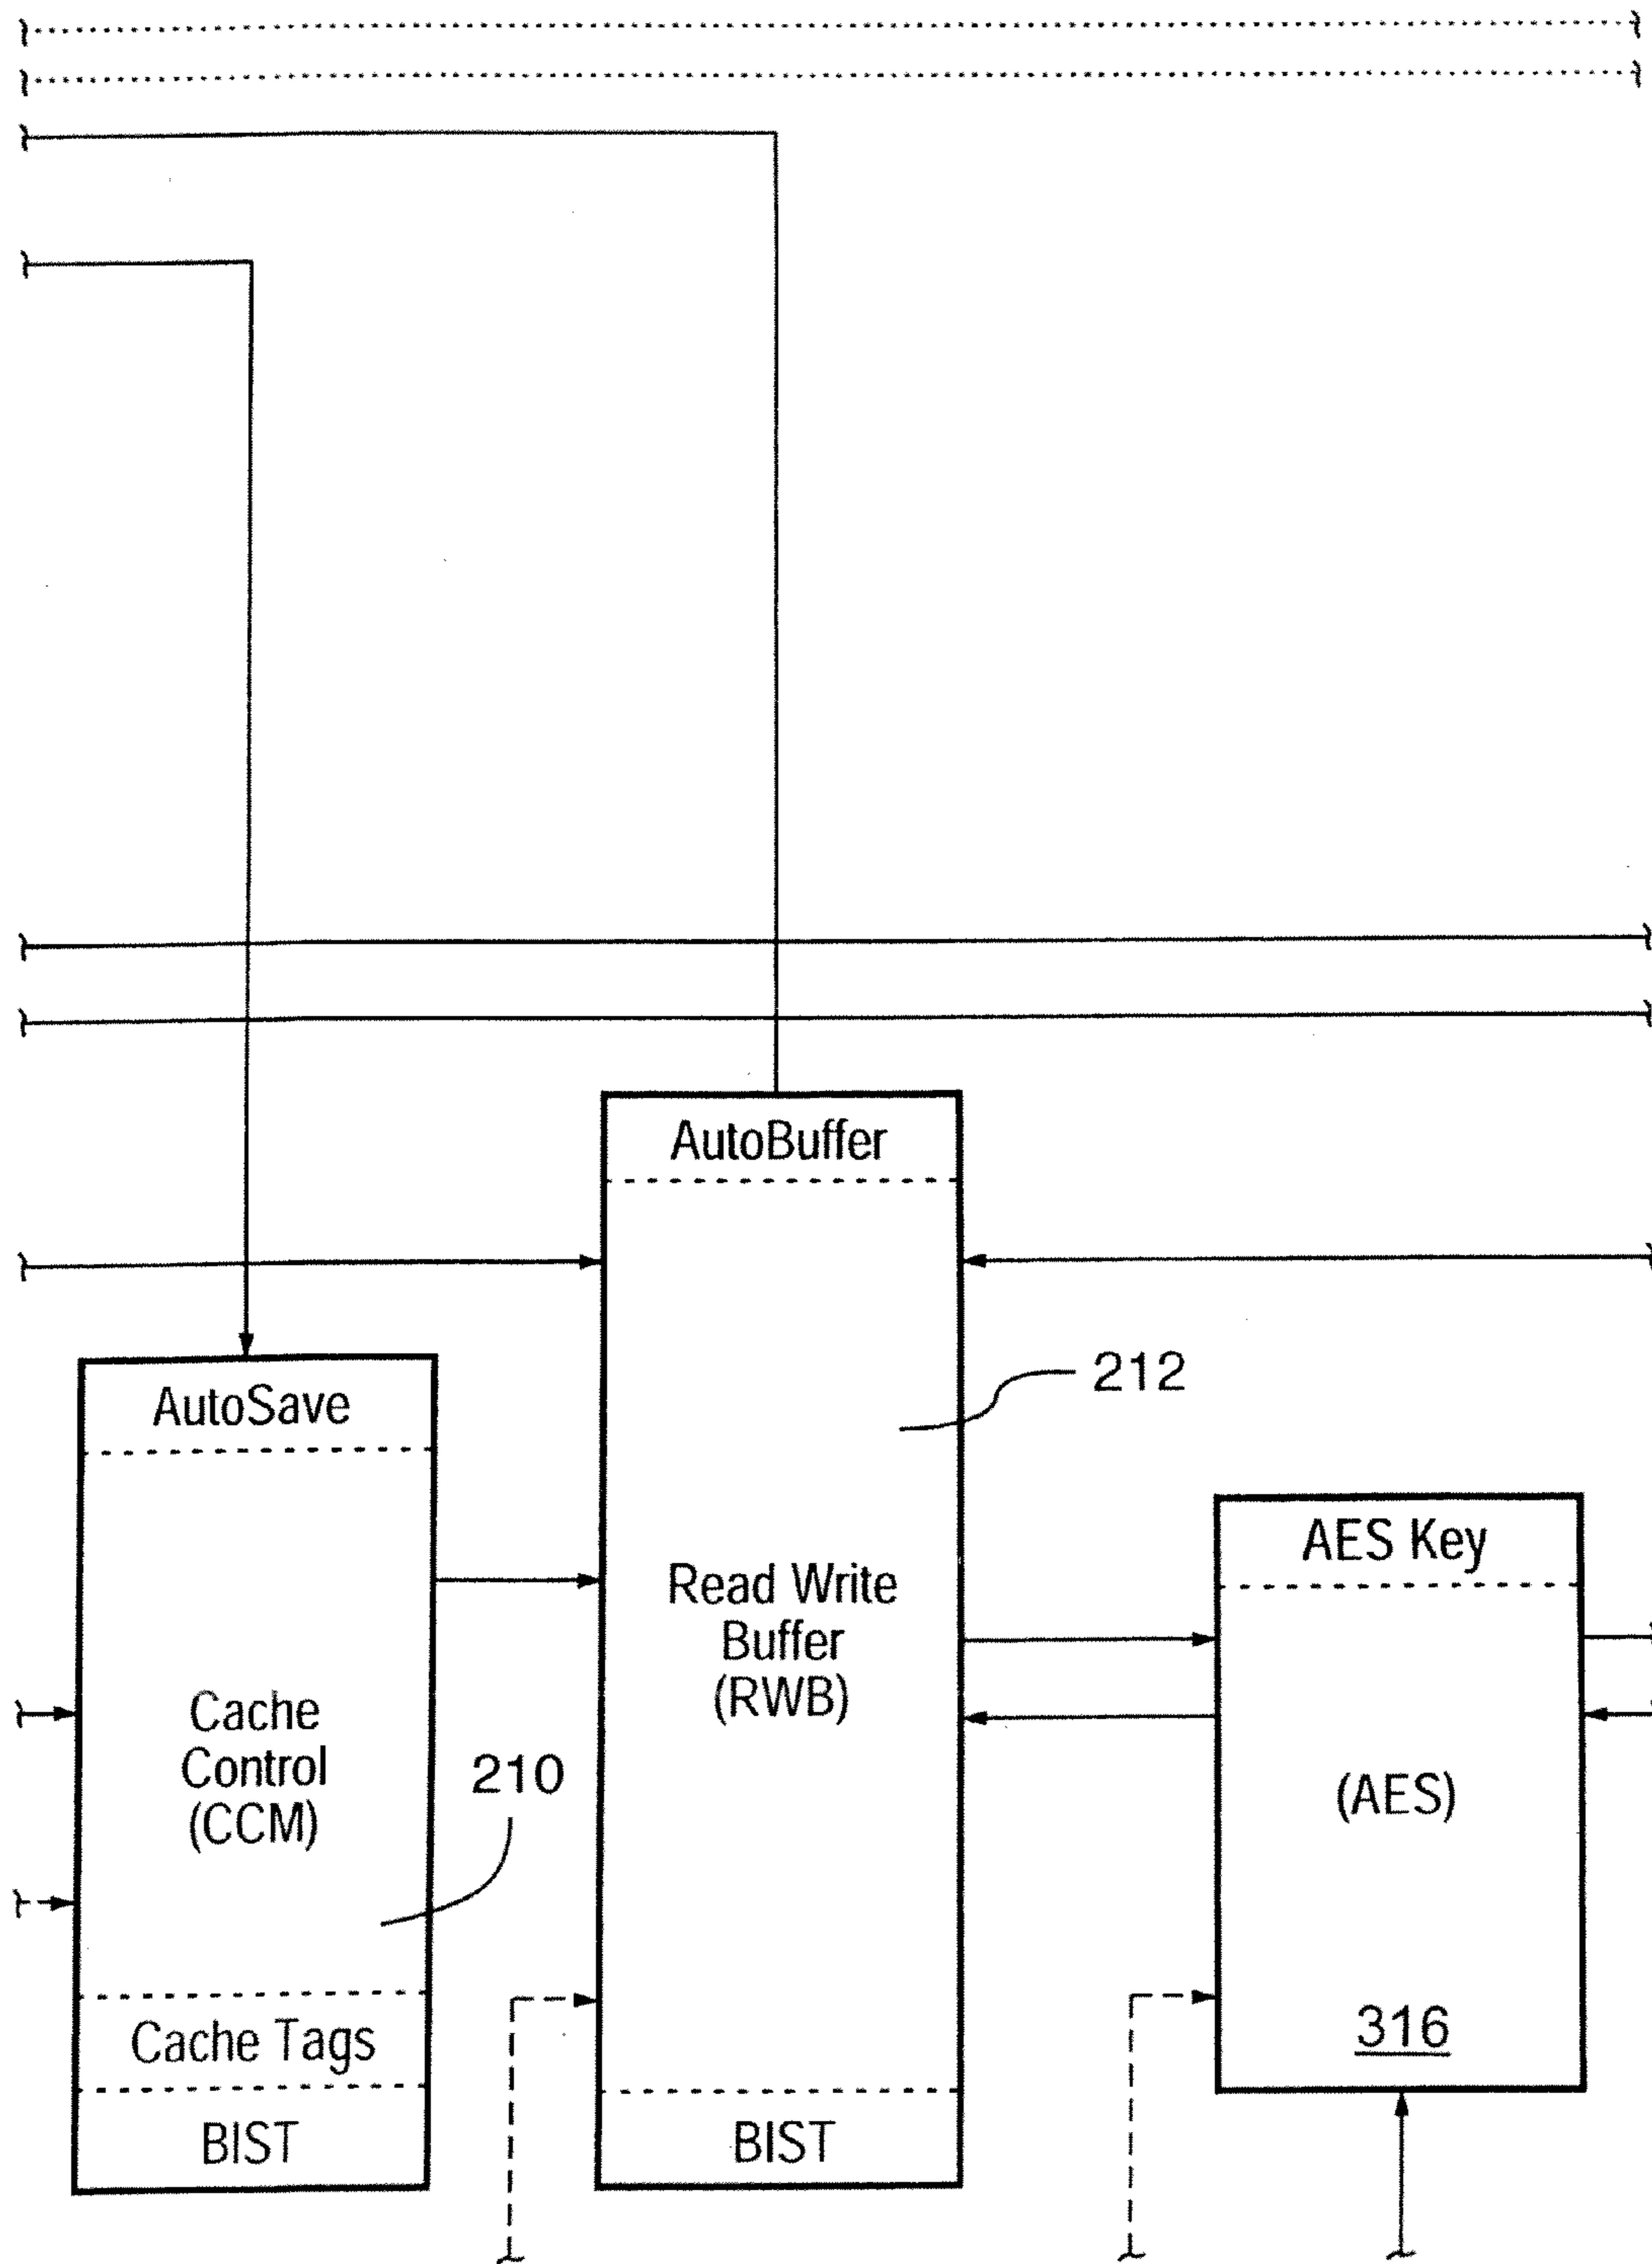 AutoBuffer
212
Read Write
Buffer
(RWB)
BIST
AutoSave
Cache
Control
(CCM)
210
Cache Tags
BIST
AES Key
(AES)
316